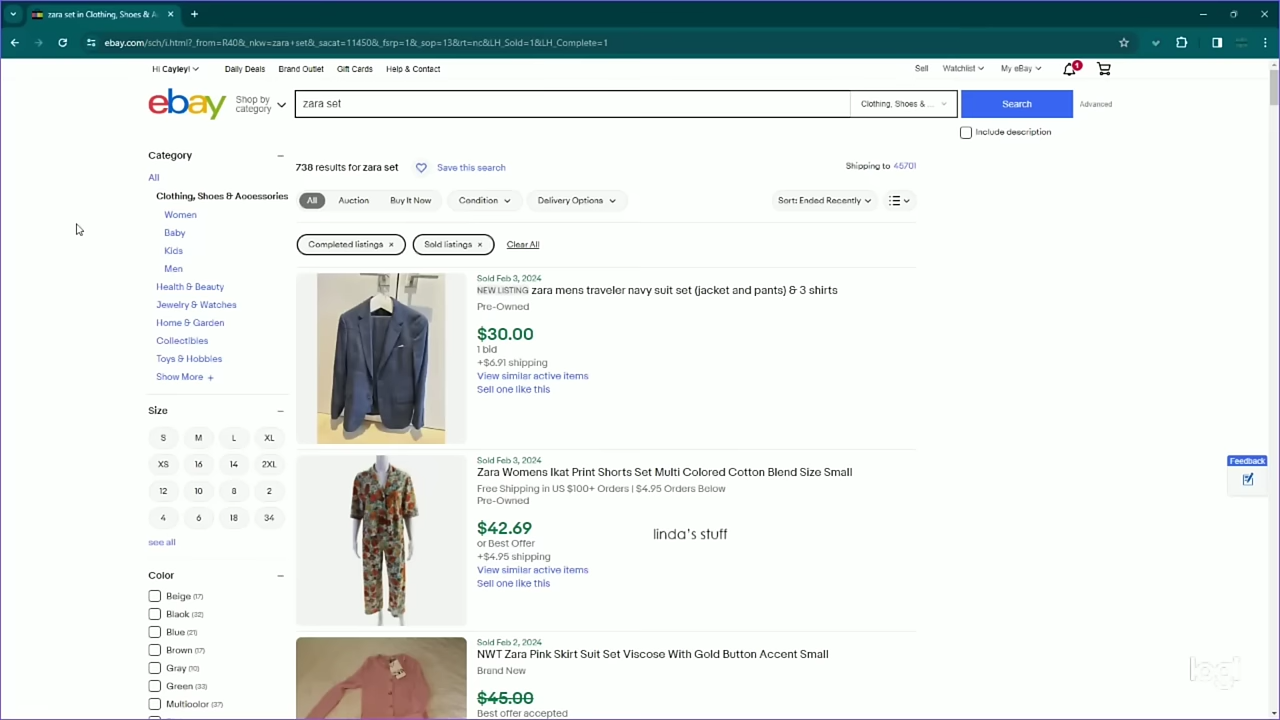 zara set in Clothing, Shoes & A
ebay.com/sch/i.html?_from=R40&_nkw=zara+set&_sacat=11450&_fsrp=1&_sop=13&rt=nc&LH_Sold=1&LH_Complete=1
Hi Cayley! Daily Deals Brand Outlet Gift Cards Help & Contact Sell Watchlist My eBay 1
ebay Shop by category zara set Clothing, Shoes & ... Search Advanced
Include description
Category
All
Clothing, Shoes & Accessories
Women
Baby
Kids
Men
Health & Beauty
Jewelry & Watches
Home & Garden
Collectibles
Toys & Hobbies
Show More +
Size
S M L XL
XS 16 14 2XL
12 10 8 2
4 6 18 34
see all
Color
Beige (17)
Black (32)
Blue (21)
Brown (17)
Gray (10)
Green (33)
Multicolor (37)
738 results for zara set Save this search Shipping to 45701
All Auction Buy It Now Condition Delivery Options Sort: Ended Recently
Completed listings × Sold listings × Clear All
Sold Feb 3, 2024
NEW LISTING zara mens traveler navy suit set (jacket and pants) & 3 shirts
Pre-Owned
$30.00
1 bid
+$6.91 shipping
View similar active items
Sell one like this
Sold Feb 3, 2024
Zara Womens Ikat Print Shorts Set Multi Colored Cotton Blend Size Small
Free Shipping in US $100+ Orders | $4.95 Orders Below
Pre-Owned
$42.69
or Best Offer
+$4.95 shipping
View similar active items
Sell one like this
linda's stuff
Sold Feb 2, 2024
NWT Zara Pink Skirt Suit Set Viscose With Gold Button Accent Small
Brand New
$45.00
Best offer accepted
Feedback